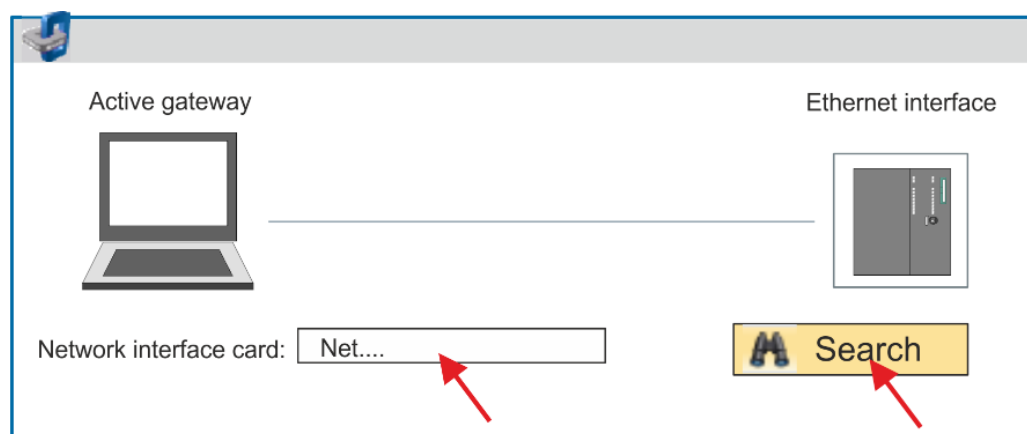 Active gateway
Ethernet interface
Network interface card:
Net....
Search